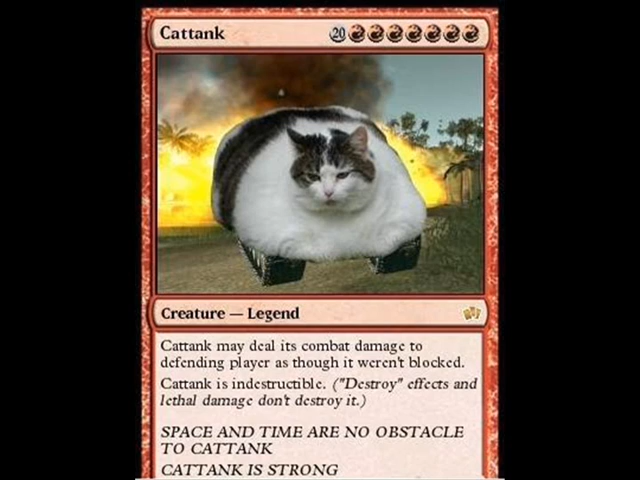 Cattank 20
Creature — Legend
Cattank may deal its combat damage to
defending player as though it weren't blocked.
Cattank is indestructible. ("Destroy" effects and
lethal damage don't destroy it.)
SPACE AND TIME ARE NO OBSTACLE
TO CATTANK
CATTANK IS STRONG